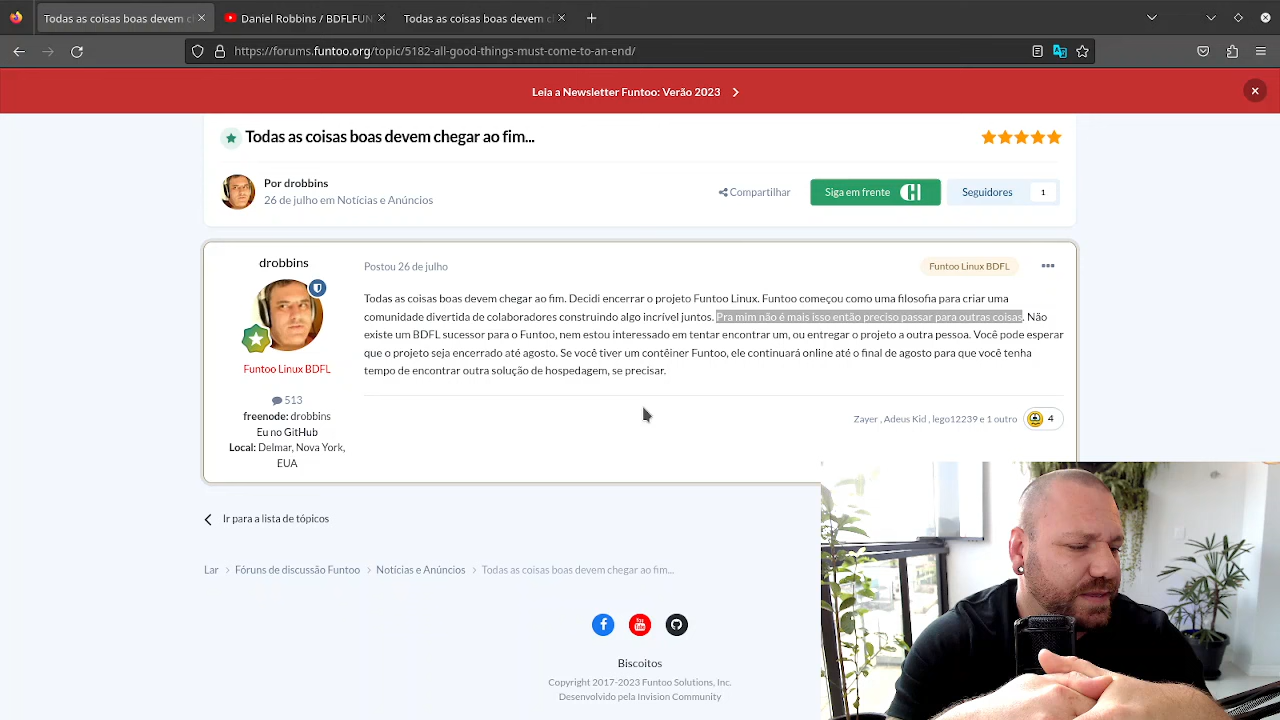 Todas as coisas boas devem c
Daniel Robbins / BDFLFUN
Todas as coisas boas devem cl
https://forums.funtoo.org/topic/5182-all-good-things-must-come-to-an-end/
Leia a Newsletter Funtoo: Verão 2023
Todas as coisas boas devem chegar ao fim...
Por drobbins
26 de julho em Notícias e Anúncios
Compartilhar
Siga em frente
Seguidores
1
drobbins
Postou 26 de julho
Funtoo Linux BDFL
Todas as coisas boas devem chegar ao fim. Decidi encerrar o projeto Funtoo Linux. Funtoo começou como uma filosofia para criar uma
comunidade divertida de colaboradores construindo algo incrível juntos. Pra mim não é mais isso então preciso passar para outras coisas. Não
existe um BDFL sucessor para o Funtoo, nem estou interessado em tentar encontrar um, ou entregar o projeto a outra pessoa. Você pode esperar
que o projeto seja encerrado até agosto. Se você tiver um contêiner Funtoo, ele continuará online até o final de agosto para que você tenha
tempo de encontrar outra solução de hospedagem, se precisar.
Funtoo Linux BDFL
513
freenode: drobbins
Eu no GitHub
Local: Delmar, Nova York,
EUA
Zayer , Adeus Kid , lego12239 e 1 outro
4
Ir para a lista de tópicos
Lar
Fóruns de discussão Funtoo
Notícias e Anúncios
Todas as coisas boas devem chegar ao fim...
Biscoitos
Copyright 2017-2023 Funtoo Solutions, Inc.
Desenvolvido pela Invision Community